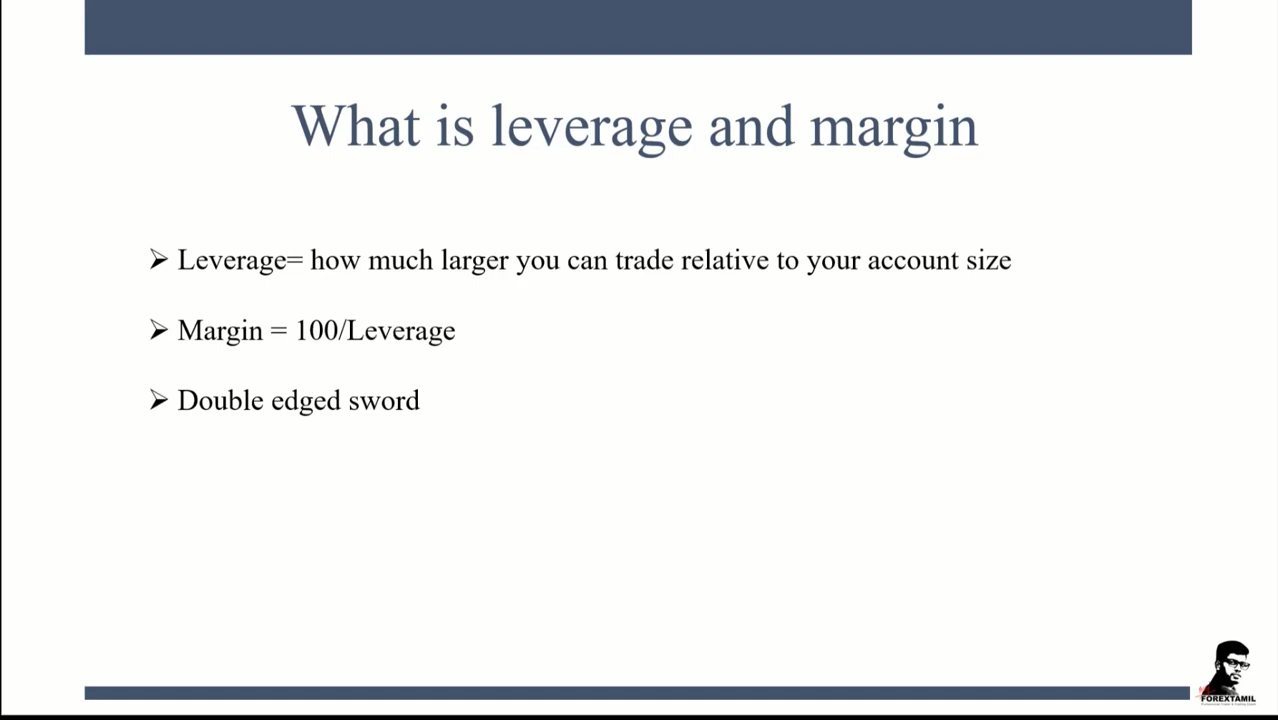 What is leverage and margin
➢ Leverage= how much larger you can trade relative to your account size
➢ Margin = 100/Leverage
➢ Double edged sword
FOREXTAMIL